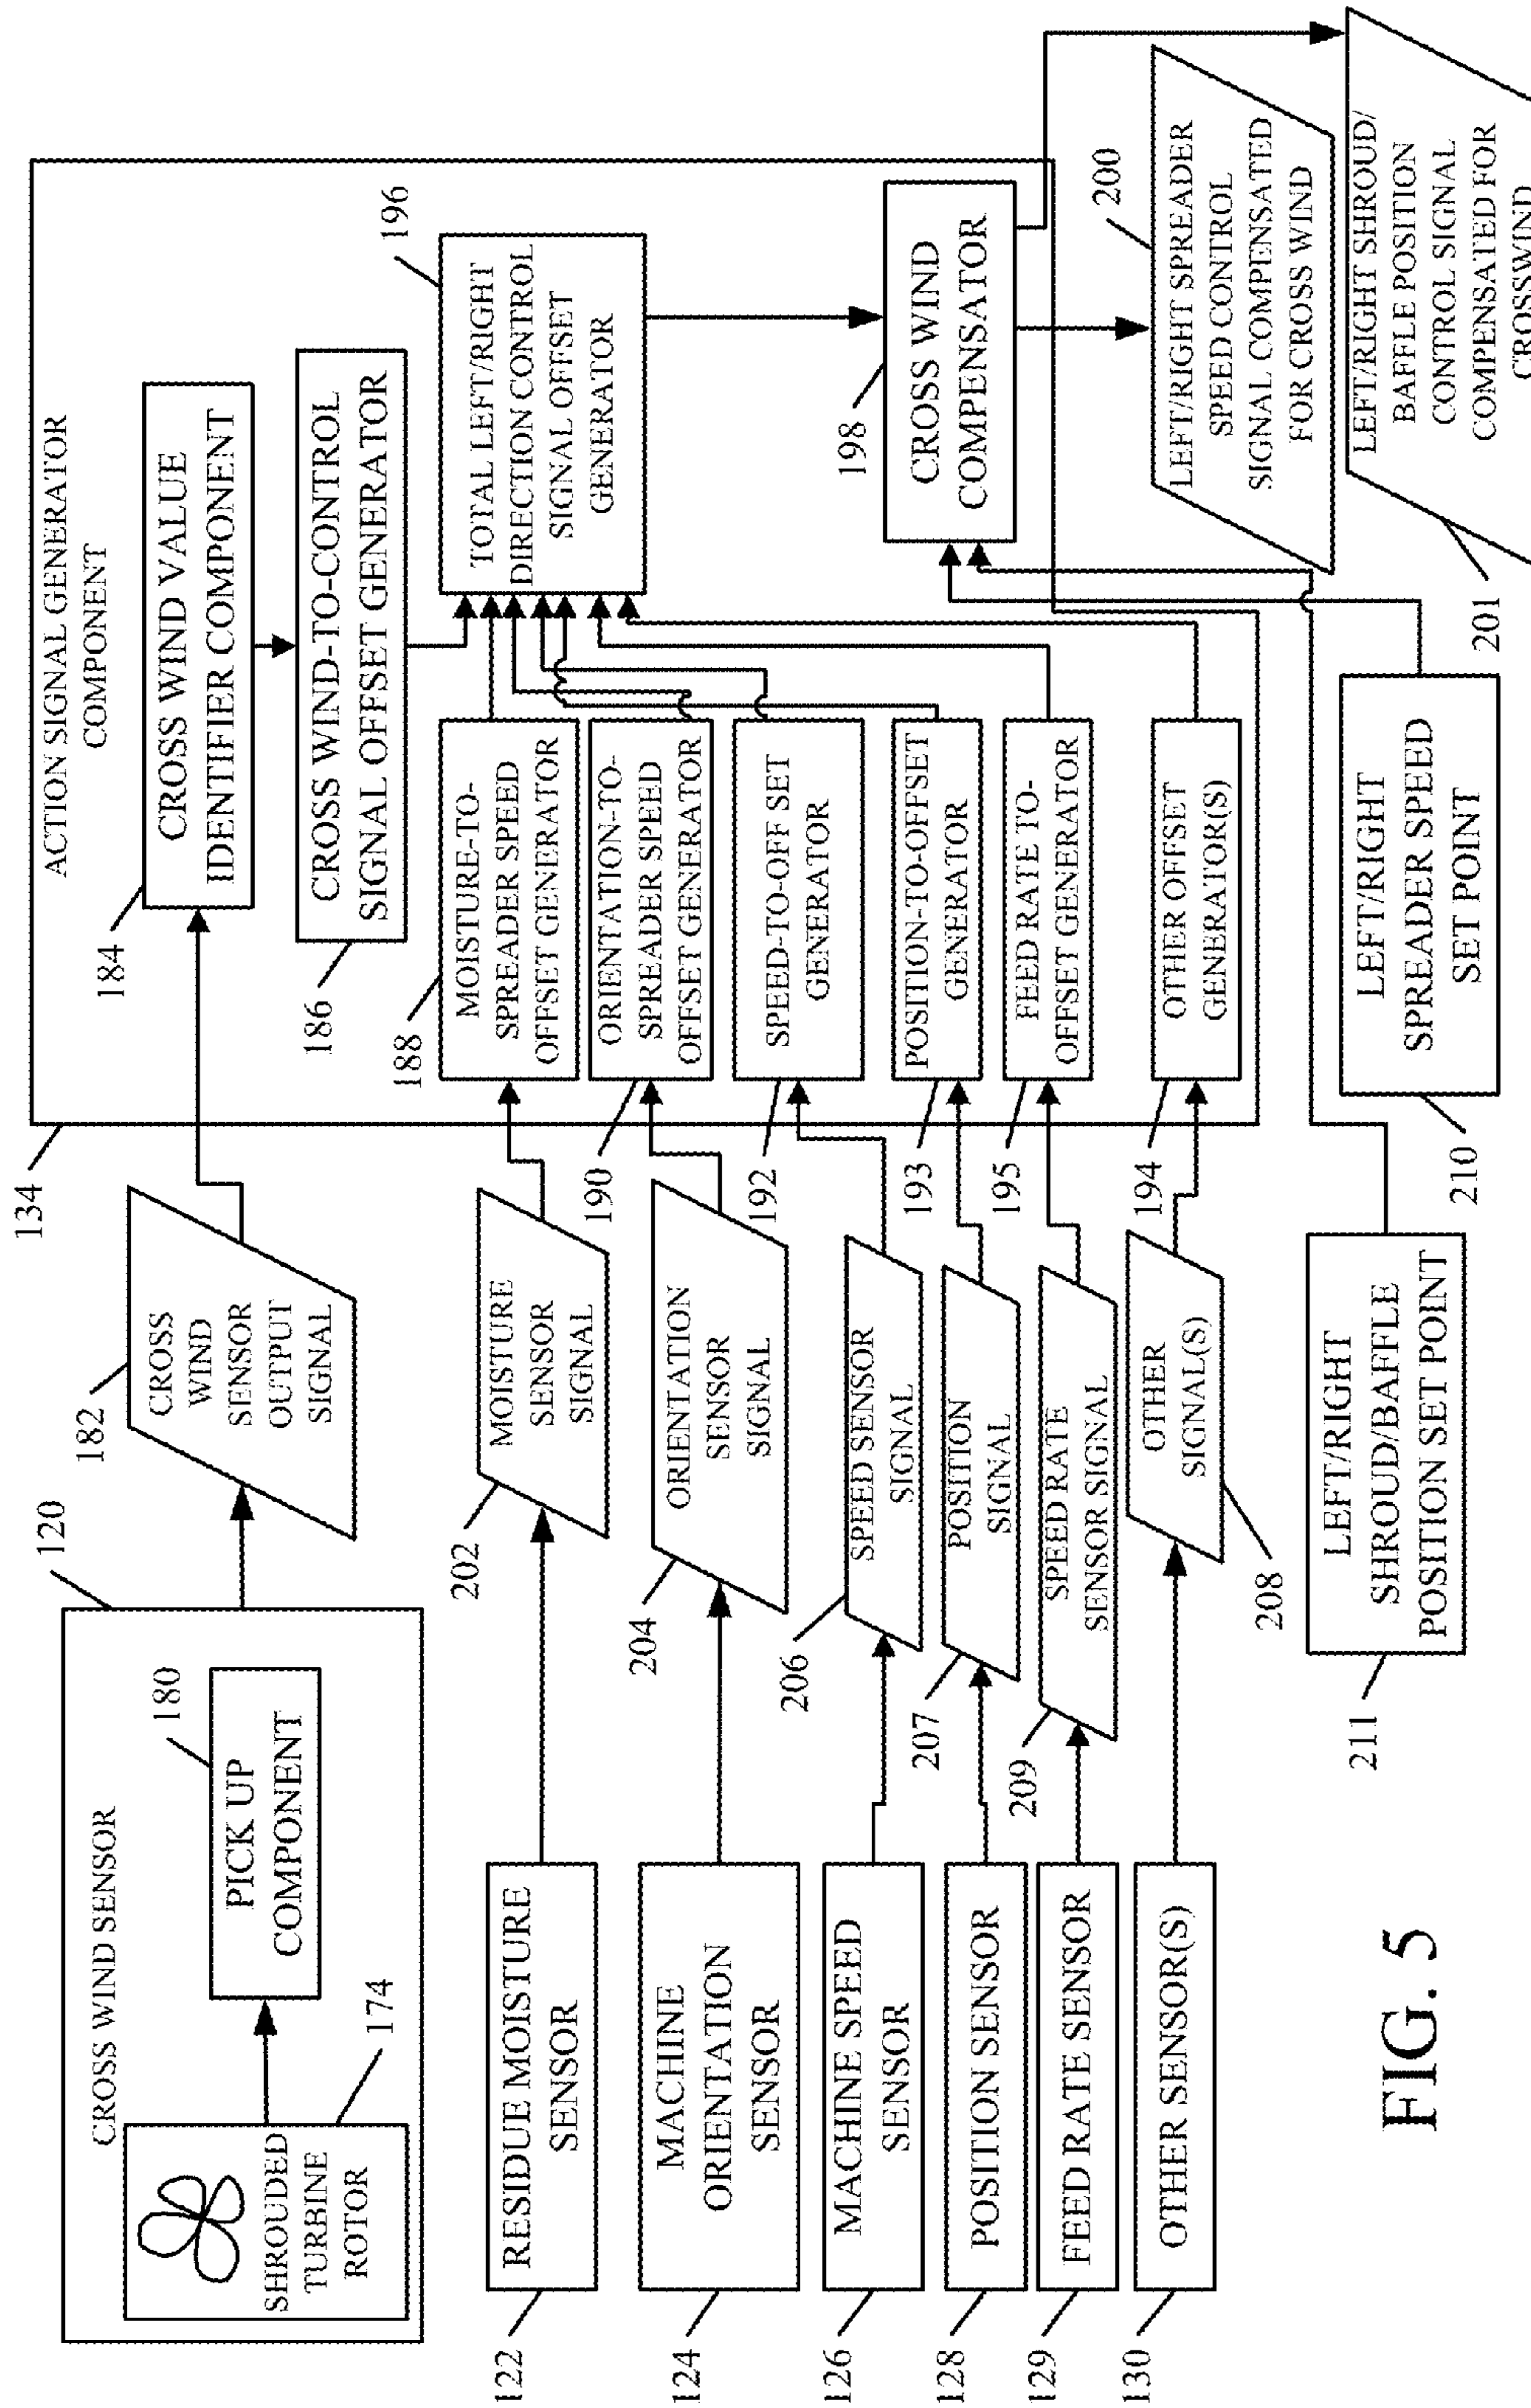 134
ACTION SIGNAL GENERATOR
COMPONENT
120
CROSS WIND SENSOR
SHROUDED
TURBINE
ROTOR
174
PICK UP
COMPONENT
180
182
CROSS
WIND
SENSOR
OUTPUT
SIGNAL
184
CROSS WIND VALUE
IDENTIFIER COMPONENT
186
CROSS WIND-TO-CONTROL
SIGNAL OFFSET GENERATOR
122
RESIDUE MOISTURE
SENSOR
202
MOISTURE
SENSOR
SIGNAL
188
MOISTURE-TO-
SPREADER SPEED
OFFSET GENERATOR
196
TOTAL LEFT/RIGHT
DIRECTION CONTROL
SIGNAL OFFSET
GENERATOR
124
MACHINE
ORIENTATION
SENSOR
204
ORIENTATION
SENSOR
SIGNAL
190
ORIENTATION-TO-
SPREADER SPEED
OFFSET GENERATOR
126
MACHINE SPEED
SENSOR
206
SPEED SENSOR
SIGNAL
192
SPEED-TO-OFF SET
GENERATOR
128
POSITION SENSOR
207
POSITION
SIGNAL
193
POSITION-TO-OFFSET
GENERATOR
198
CROSS WIND
COMPENSATOR
129
FEED RATE SENSOR
209
SPEED RATE
SENSOR SIGNAL
195
FEED RATE TO-
OFFSET GENERATOR
130
OTHER SENSOR(S)
208
OTHER
SIGNAL(S)
194
OTHER OFFSET
GENERATOR(S)
200
LEFT/RIGHT SPREADER
SPEED CONTROL
SIGNAL COMPENSATED
FOR CROSS WIND
211
LEFT/RIGHT
SHROUD/BAFFLE
POSITION SET POINT
210
LEFT/RIGHT
SPREADER SPEED
SET POINT
201
LEFT/RIGHT SHROUD/
BAFFLE POSITION
CONTROL SIGNAL
COMPENSATED FOR
CROSSWIND
FIG. 5